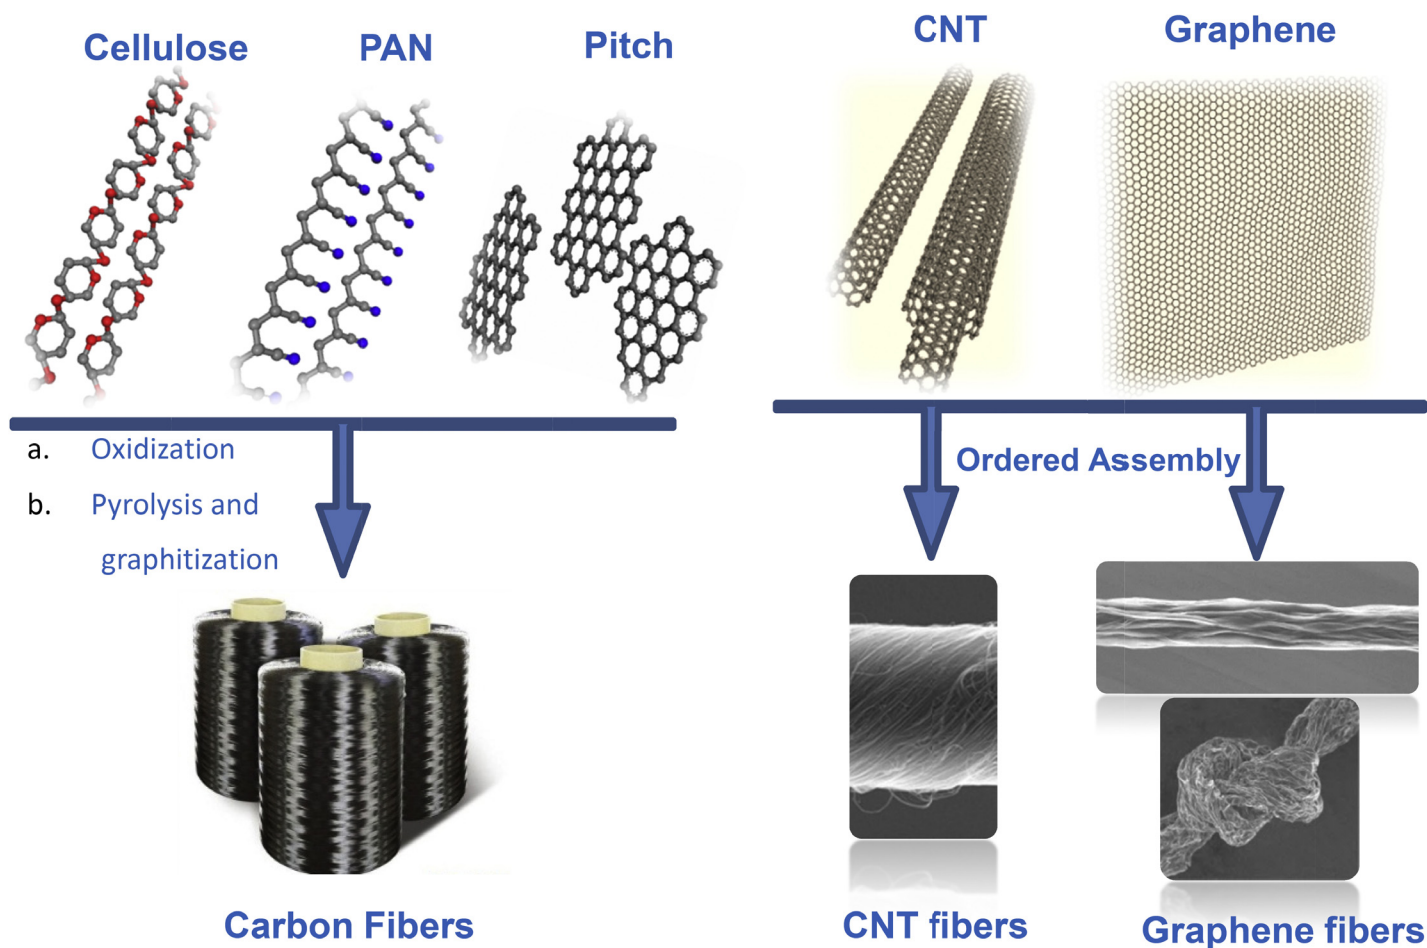 Cellulose
PAN
Pitch
CNT
Graphene
a. Oxidization
b. Pyrolysis and
graphitization
Ordered Assembly
Carbon Fibers
CNT fibers
Graphene fibers